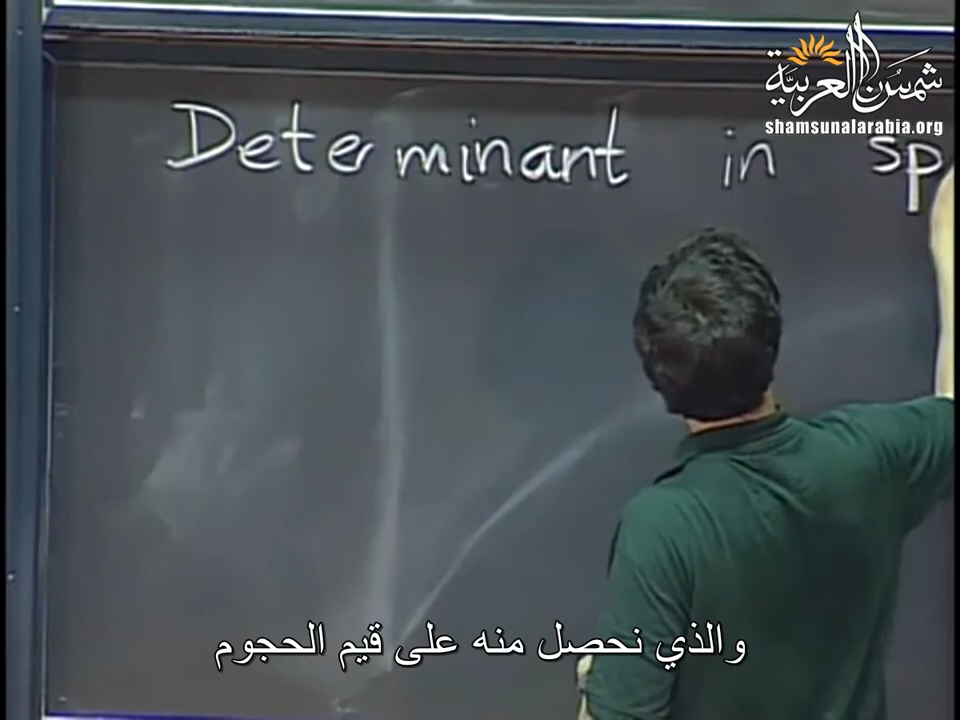 شمس العربية
shamsunalarabia.org
Determinant in sp
والذي نحصل منه على قيم الحجوم